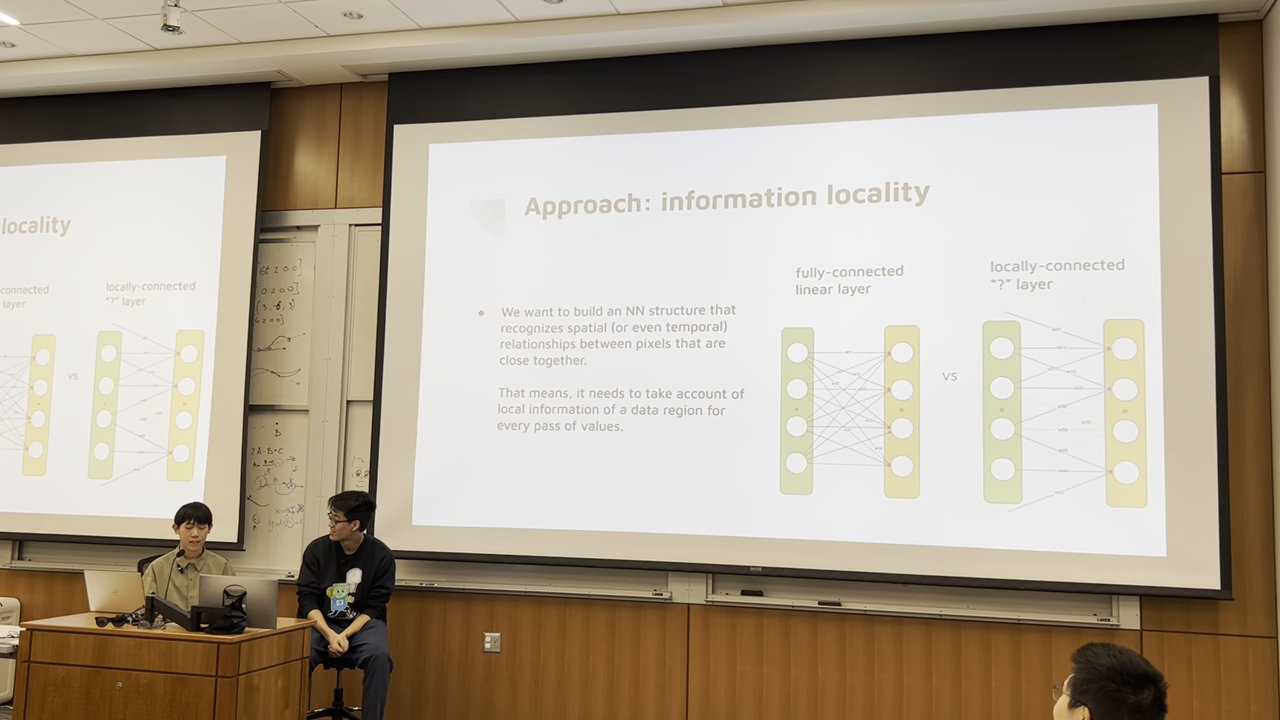 locality
connected
r layer
locally-connected
"?" layer
vs
Approach: information locality
We want to build an NN structure that
recognizes spatial (or even temporal)
relationships between pixels that are
close together.
That means, it needs to take account of
local information of a data region for
every pass of values.
fully-connected
linear layer
vs
locally-connected
"?" layer